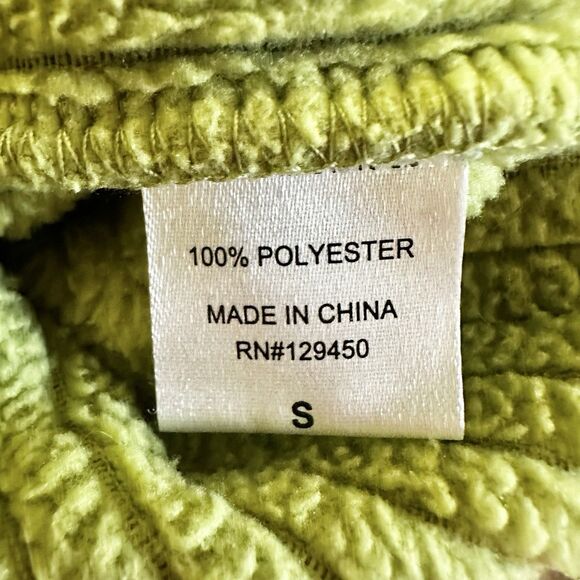 100% POLYESTER
MADE IN CHINA
RN#129450
S